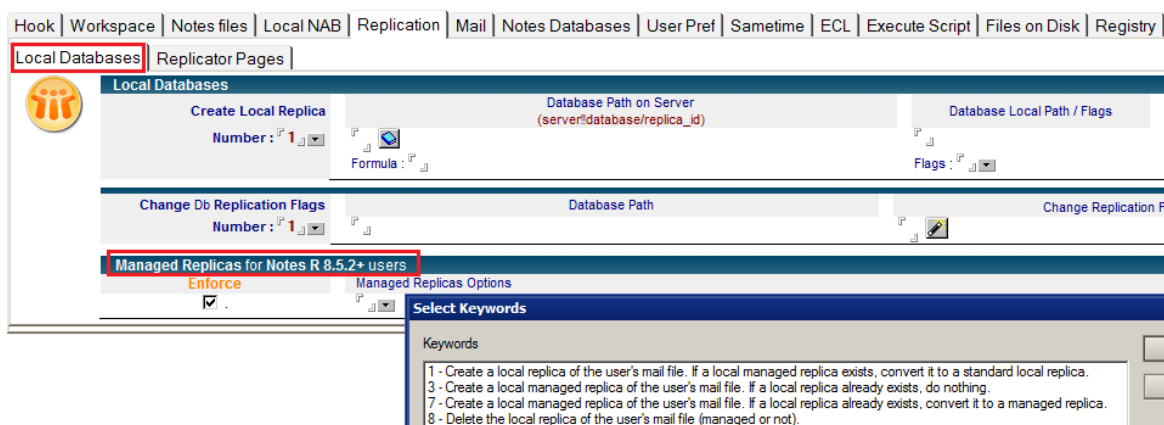 Hook | Workspace | Notes files | Local NAB | Replication | Mail | Notes Databases | User Pref | Sametime | ECL | Execute Script | Files on Disk | Registry
Local Databases | Replicator Pages
Local Databases
Create Local Replica
Database Path on Server
(server!!database/replica_id)
Database Local Path / Flags
Number : 1
Formula :
Flags :
Change Db Replication Flags
Database Path
Change Replication F
Number : 1
Managed Replicas for Notes R 8.5.2+ users
Enforce
Managed Replicas Options
.
Select Keywords
Keywords
1 - Create a local replica of the user's mail file. If a local managed replica exists, convert it to a standard local replica.
3 - Create a local managed replica of the user's mail file. If a local replica already exists, do nothing.
7 - Create a local managed replica of the user's mail file. If a local replica already exists, convert it to a managed replica.
8 - Delete the local replica of the user's mail file (managed or not).